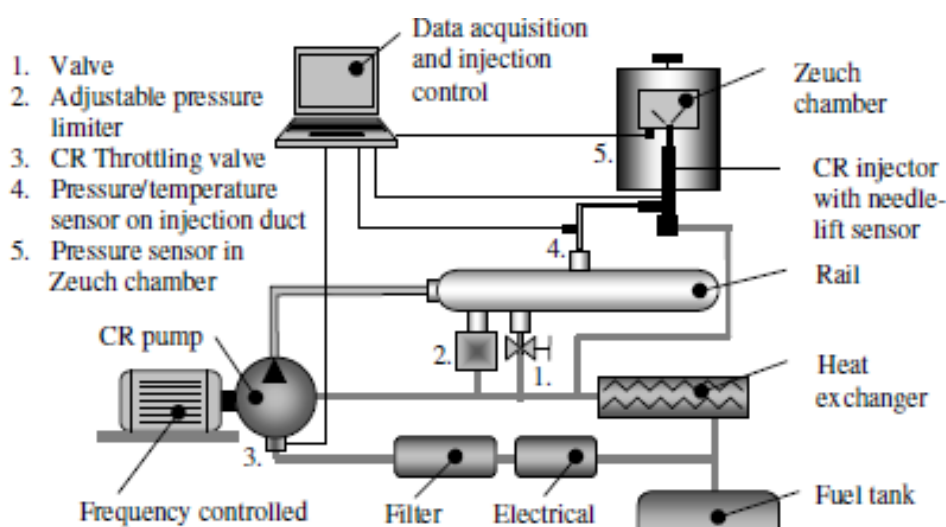 1. Valve
2. Adjustable pressure
limiter
3. CR Throttling valve
4. Pressure/temperature
sensor on injection duct
5. Pressure sensor in
Zeuch chamber
Data acquisition
and injection
control
Zeuch
chamber
5.
CR injector
with needle-
lift sensor
4.
Rail
CR pump
2.
1.
Heat
exchanger
3.
Frequency controlled
Filter
Electrical
Fuel tank